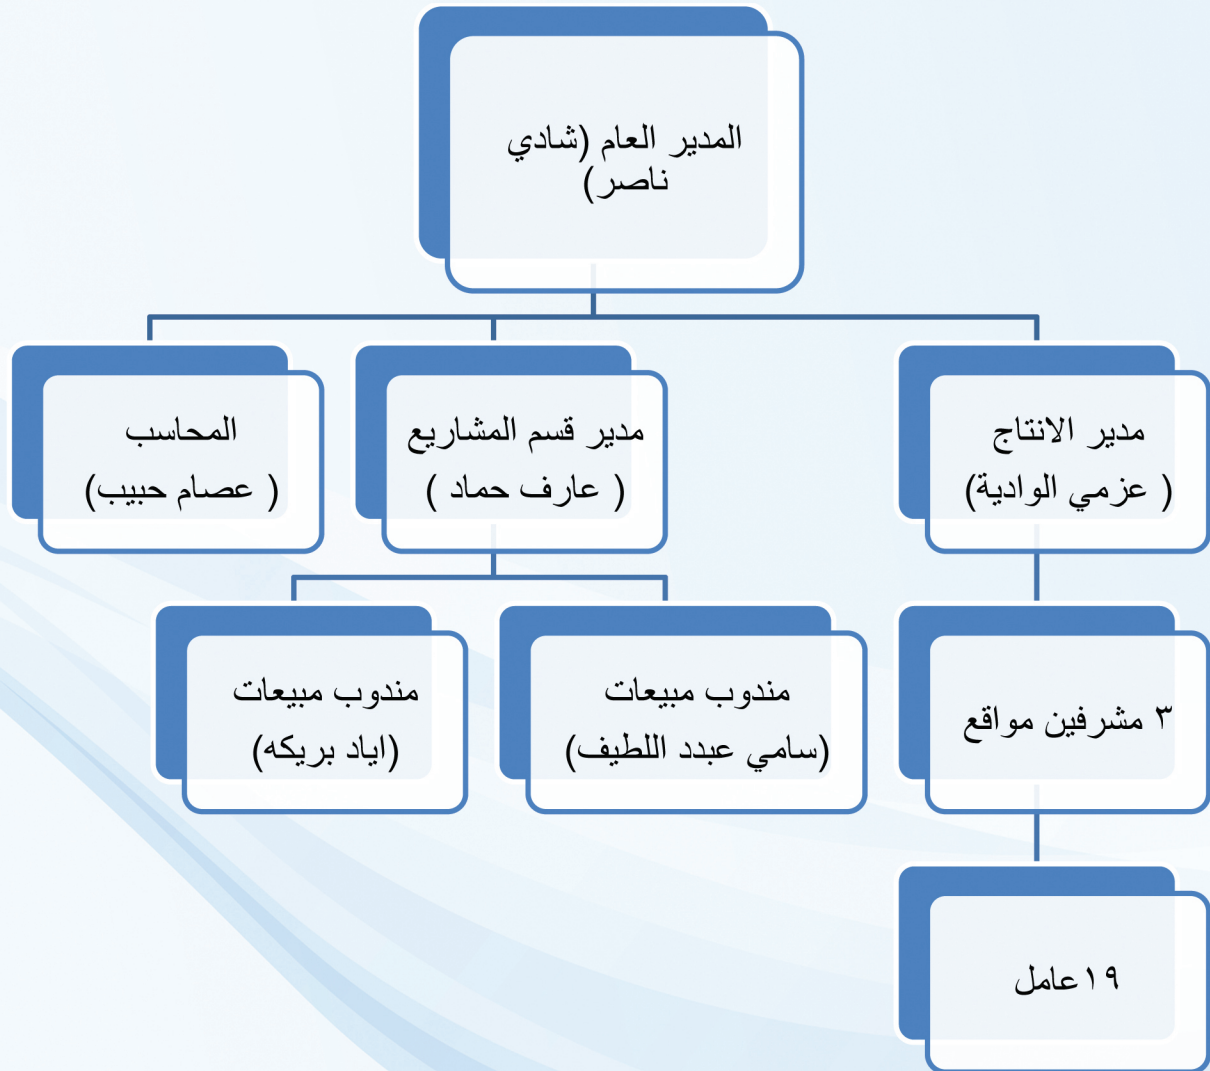 المدير العام (شادي
ناصر)
مدير الانتاج
( عزمي الوادية)
مدير قسم المشاريع
( عارف حماد )
المحاسب
( عصام حبيب)
٣ مشرفين مواقع
مندوب مبيعات
(سامي عبدد اللطيف)
مندوب مبيعات
(اياد بريكه)
١٩عامل